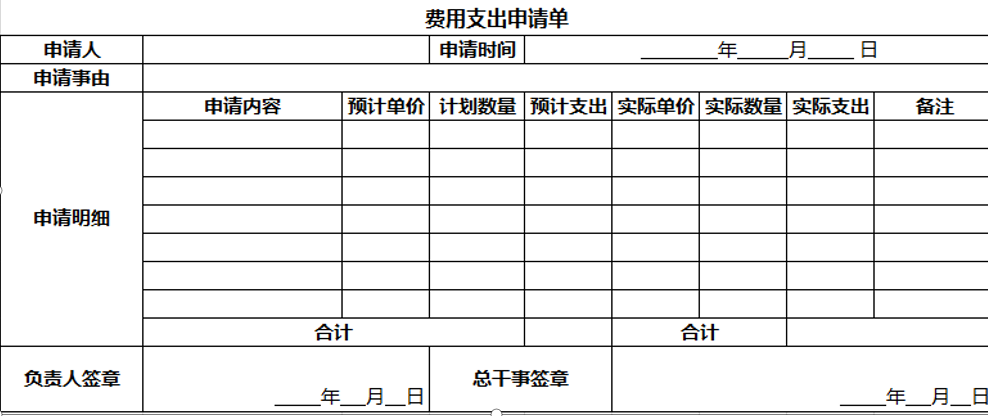 费用支出申请单
申请人 申请时间 ________年_____月_____日
申请事由
申请内容 预计单价 计划数量 预计支出 实际单价 实际数量 实际支出 备注
申请明细
合计 合计
负责人签章 ____年__月__日 总干事签章 ____年__月__日